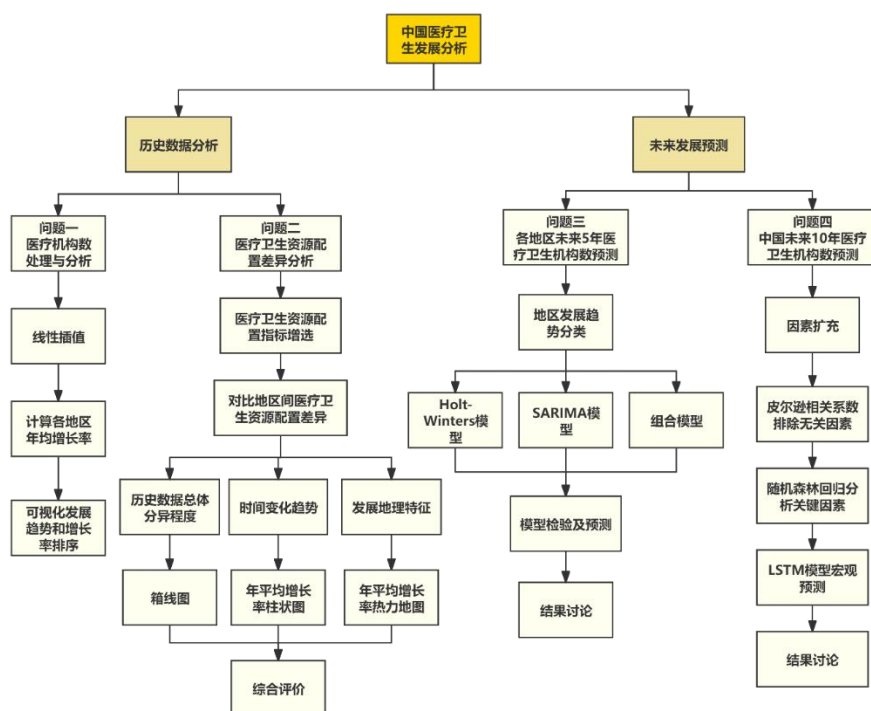 中国医疗卫
生发展分析
历史数据分析
未来发展预测
问题一
医疗机构数
处理与分析
问题二
医疗卫生资源配
置差异分析
问题三
各地区未来5年医
疗卫生机构数预测
问题四
中国未来10年医疗
卫生机构数预测
线性插值
医疗卫生资源配
置指标增选
地区发展趋
势分类
因素扩充
计算各地区
年均增长率
对比地区间医疗卫
生资源配置差异
Holt-
Winters模
型
SARIMA模
型
组合模型
皮尔逊相关系数
排除无关因素
可视化发展
趋势和增长
率排序
历史数据总体
分异程度
时间变化趋势
发展地理特征
模型检验及预测
随机森林回归分
析关键因素
箱线图
年平均增长
率柱状图
年平均增长
率热力地图
结果讨论
LSTM模型宏观
预测
综合评价
结果讨论